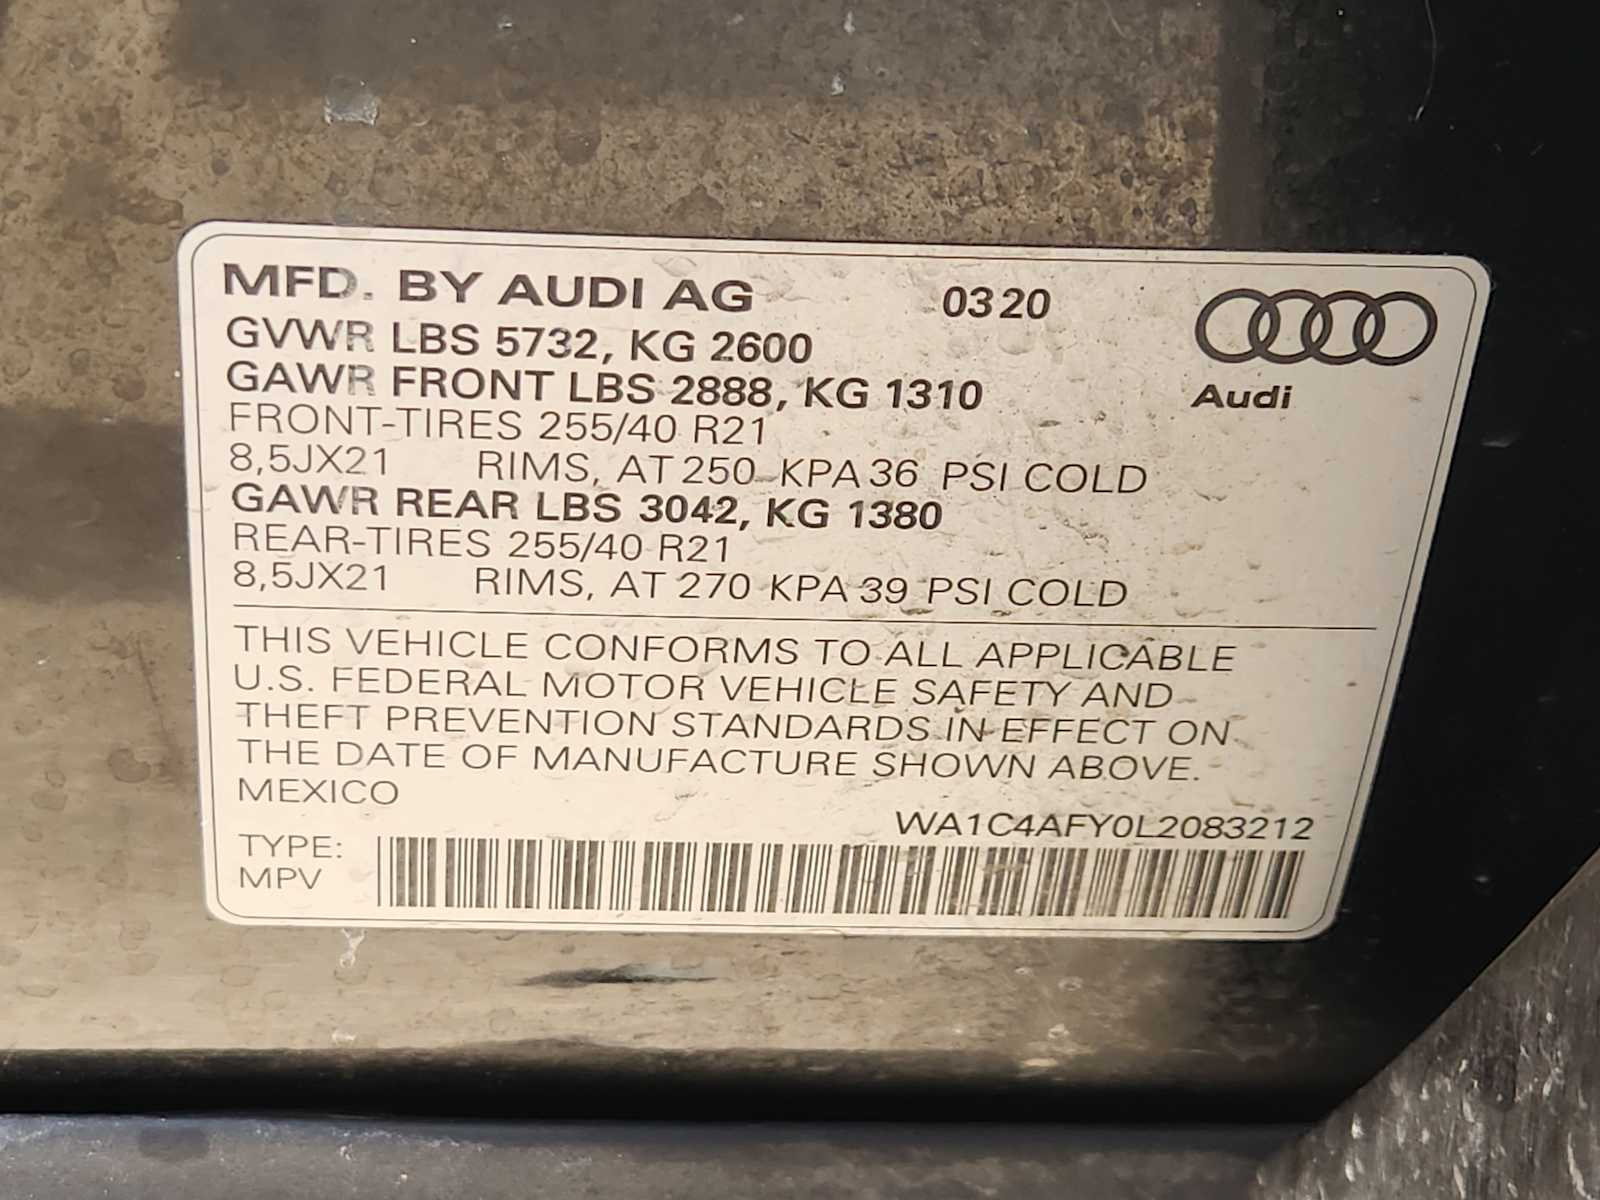 MFD. BY AUDI AG 0320
GVWR LBS 5732, KG 2600
GAWR FRONT LBS 2888, KG 1310
FRONT-TIRES 255/40 R21
8,5JX21 RIMS, AT 250 KPA 36 PSI COLD
GAWR REAR LBS 3042, KG 1380
REAR-TIRES 255/40 R21
8,5JX21 RIMS, AT 270 KPA 39 PSI COLD
Audi
THIS VEHICLE CONFORMS TO ALL APPLICABLE
U.S. FEDERAL MOTOR VEHICLE SAFETY AND
THEFT PREVENTION STANDARDS IN EFFECT ON
THE DATE OF MANUFACTURE SHOWN ABOVE.
MEXICO
WA1C4AFY0L2083212
TYPE:
MPV